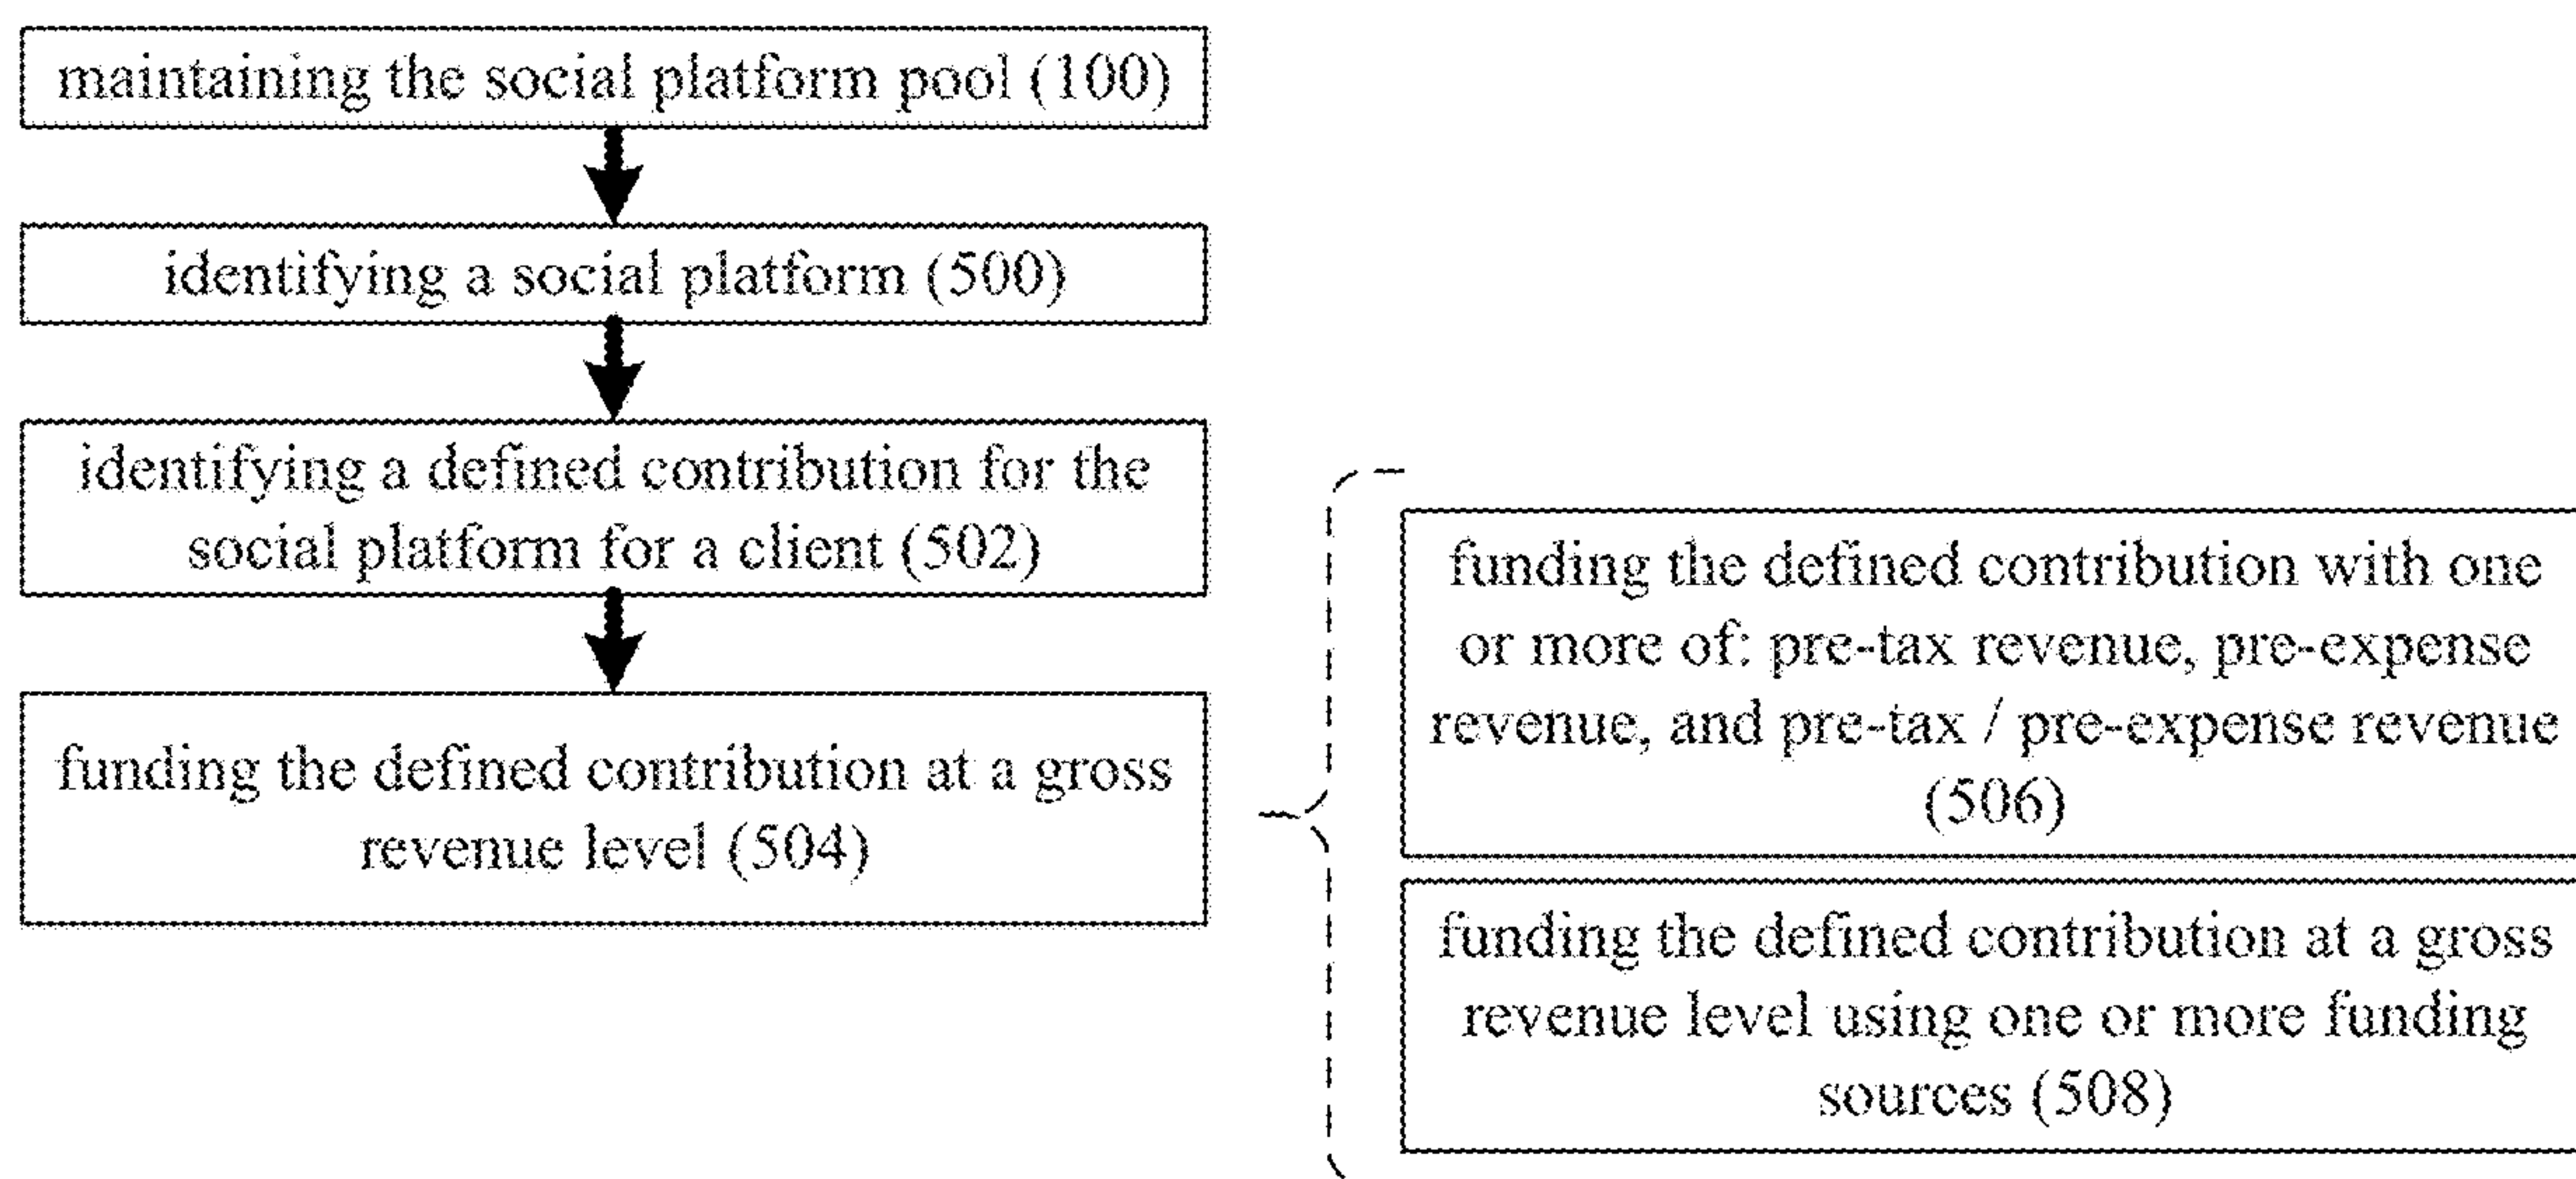 maintaining the social platform pool (100)
identifying a social platform (500)
identifying a defined contribution for the
social platform for a client (502)
funding the defined contribution at a gross
revenue level (504)
funding the defined contribution with one
or more of: pre-tax revenue, pre-expense
revenue, and pre-tax / pre-expense revenue
(506)
funding the defined contribution at a gross
revenue level using one or more funding
sources (508)